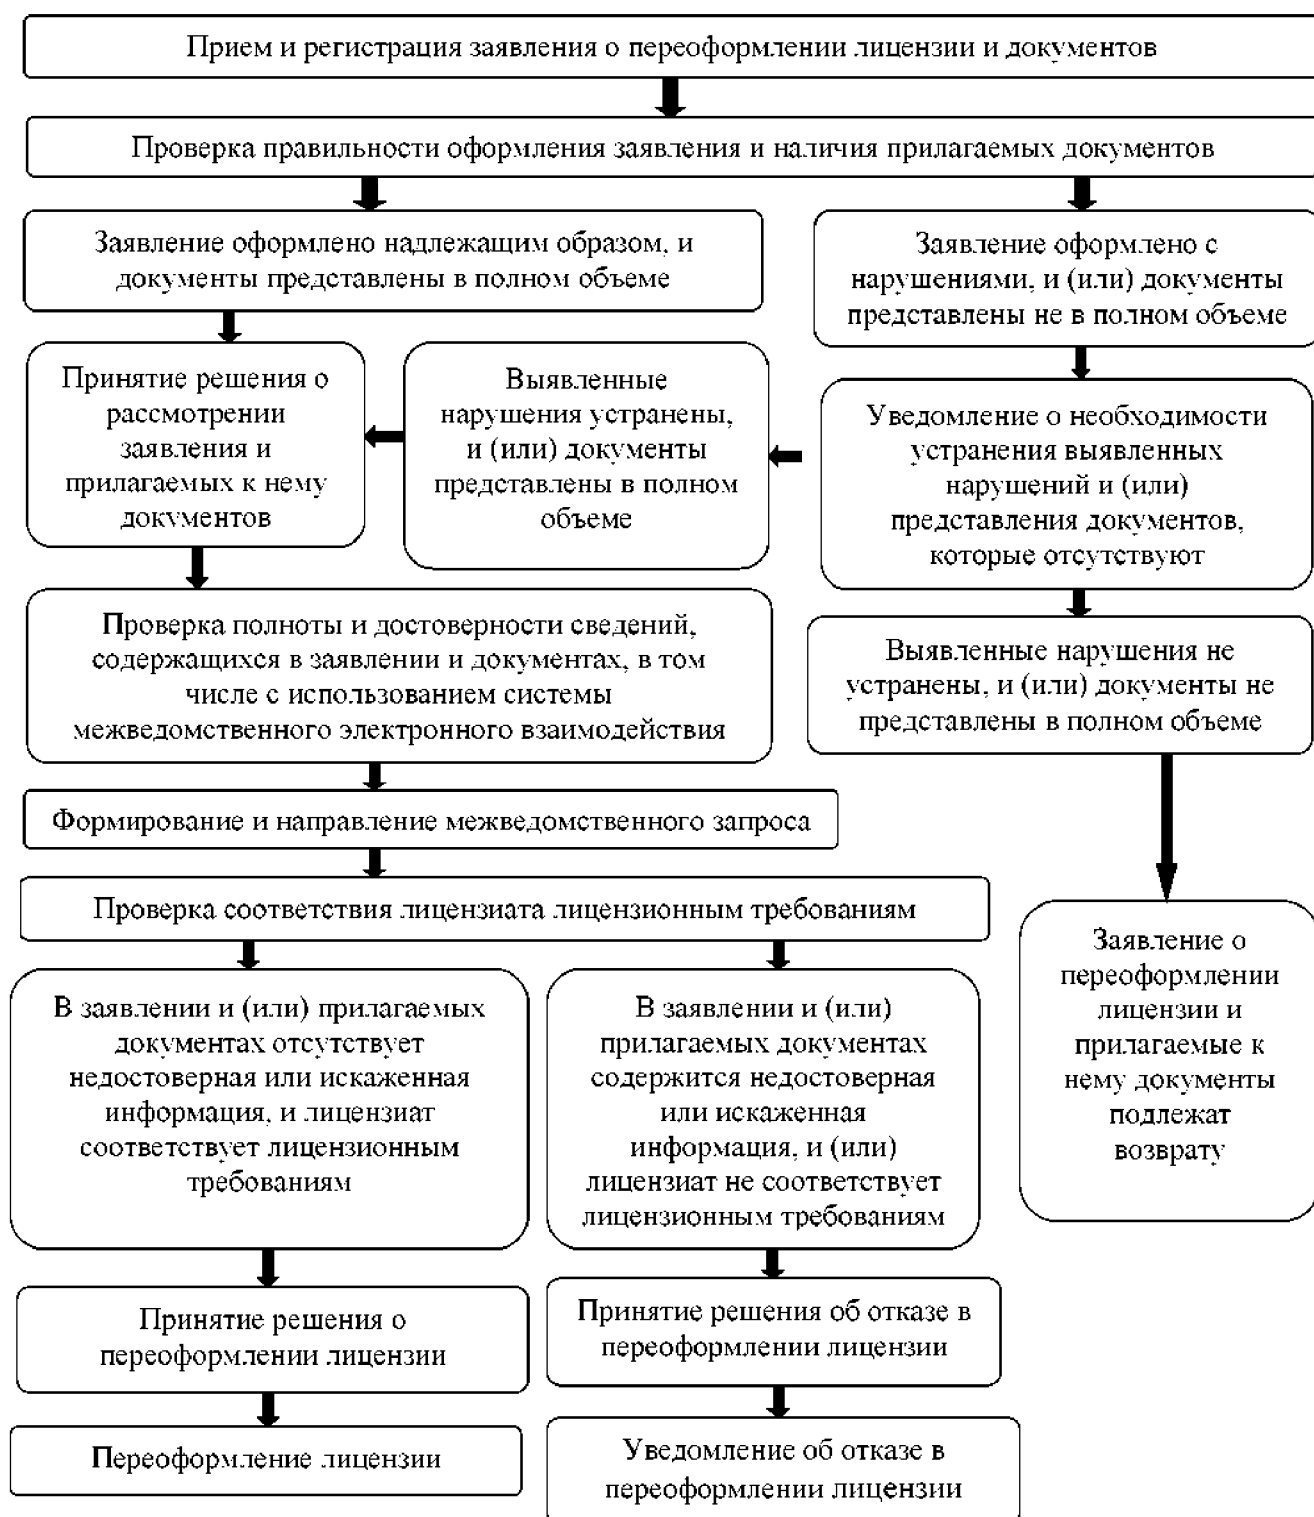 Прием и регистрация заявления о переоформлении лицензии и документов
Проверка правильности оформления заявления и наличия прилагаемых документов
Заявление оформлено надлежащим образом, и
документы представлены в полном объеме
Заявление оформлено с
нарушениями, и (или) документы
представлены не в полном объеме
Принятие решения о
рассмотрении
заявления и
прилагаемых к нему
документов
Выявленные
нарушения устранены,
и (или) документы
представлены в полном
объеме
Уведомление о необходимости
устранения выявленных
нарушений и (или)
представления документов,
которые отсутствуют
Проверка полноты и достоверности сведений,
содержащихся в заявлении и документах, в том
числе с использованием системы
межведомственного электронного взаимодействия
Выявленные нарушения не
устранены, и (или) документы не
представлены в полном объеме
Формирование и направление межведомственного запроса
Проверка соответствия лицензиата лицензионным требованиям
Заявление о
переоформлении
лицензии и
прилагаемые к
нему документы
подлежат
возврату
В заявлении и (или) прилагаемых
документах отсутствует
недостоверная или искаженная
информация, и лицензиат
соответствует лицензионным
требованиям
В заявлении и (или)
прилагаемых документах
содержится недостоверная
или искаженная
информация, и (или)
лицензиат не соответствует
лицензионным требованиям
Принятие решения о
переоформлении лицензии
Принятие решения об отказе в
переоформлении лицензии
Переоформление лицензии
Уведомление об отказе в
переоформлении лицензии